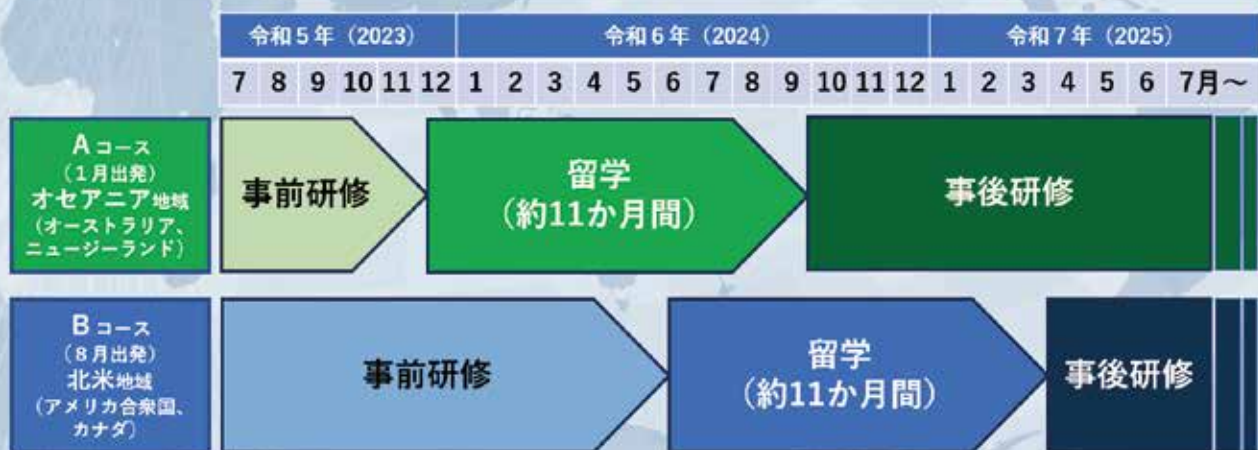 令和5年（2023） 令和6年（2024） 令和7年（2025）
7 8 9 10 11 12 1 2 3 4 5 6 7 8 9 10 11 12 1 2 3 4 5 6 7月～
Aコース
（1月出発）
オセアニア地域
（オーストラリア、
ニュージーランド）
事前研修
留学
（約11か月間）
事後研修
Bコース
（8月出発）
北米地域
（アメリカ合衆国、
カナダ）
事前研修
留学
（約11か月間）
事後研修